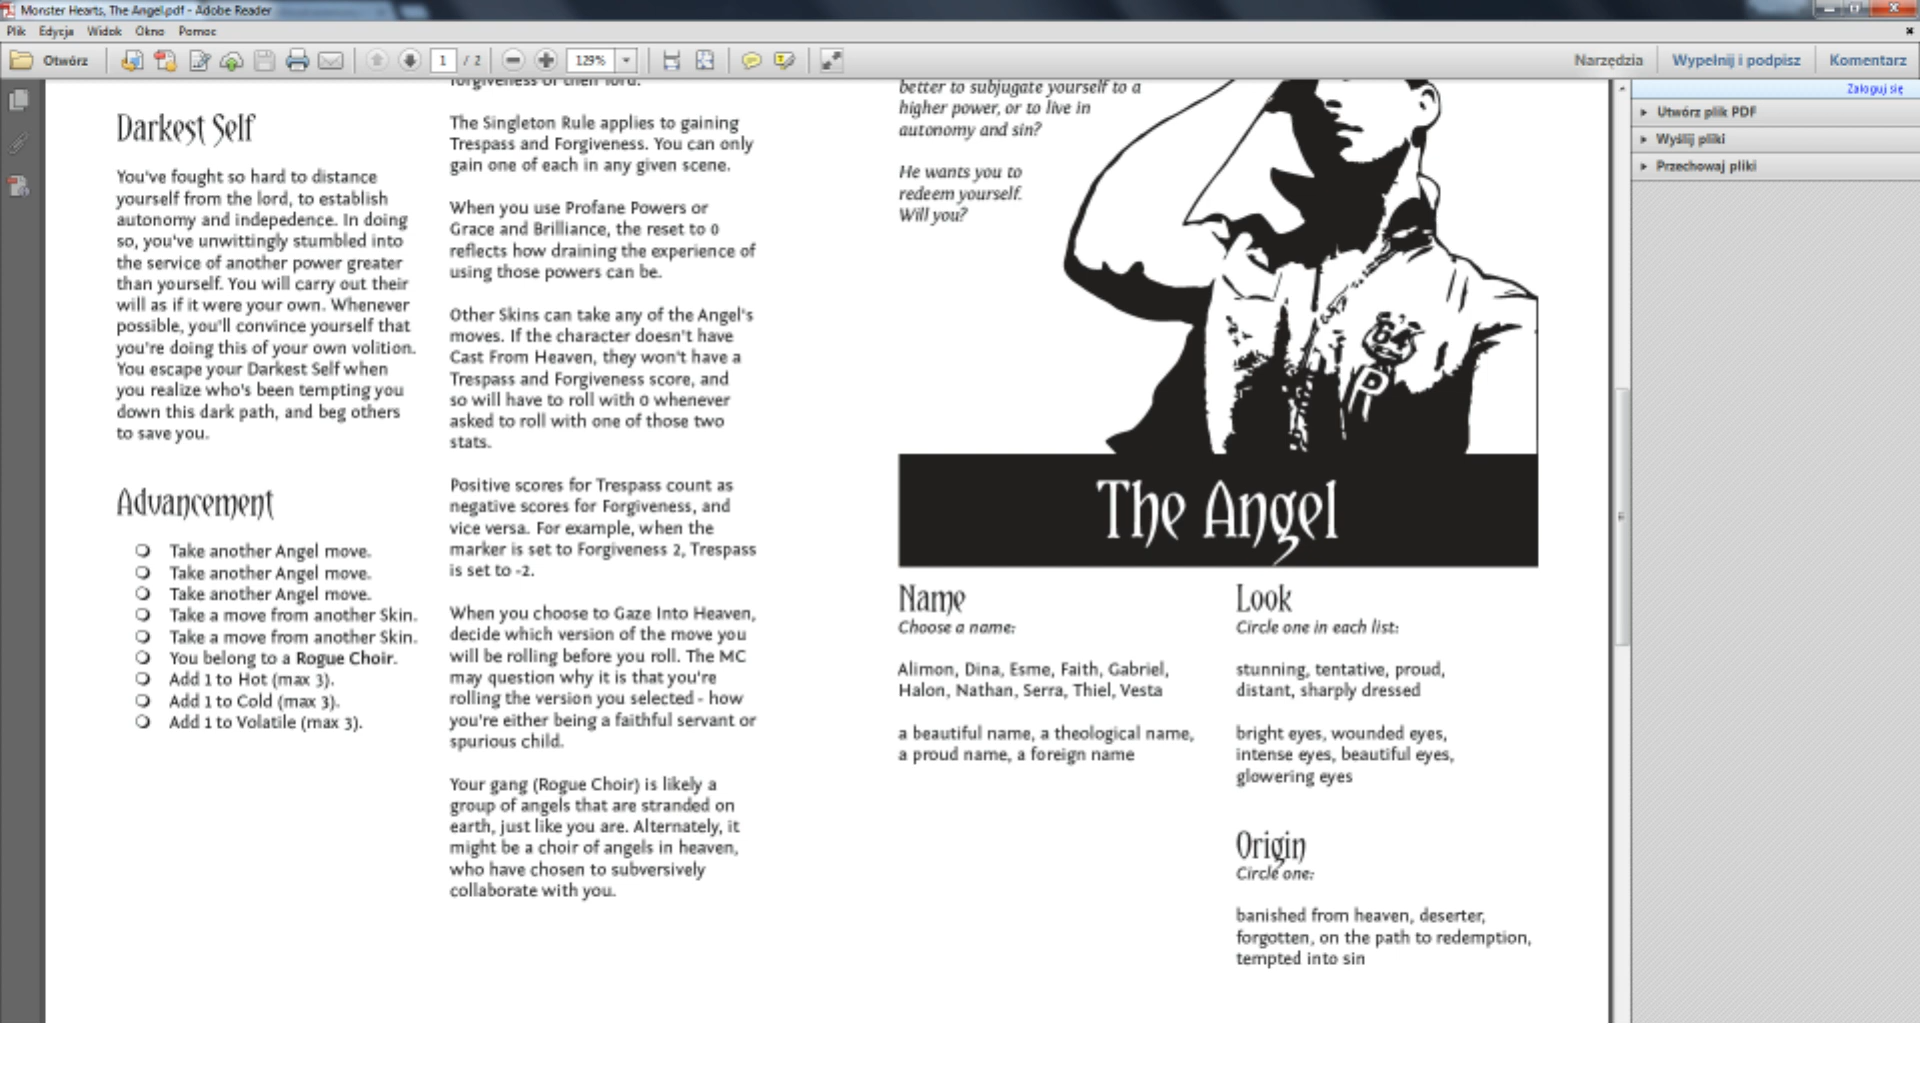 Monster Hearts, The Angel.pdf - Adobe Reader
Plik Edycja Widok Okno Pomoc
Otwórz 1 / 2 129% Narzędzia Wypełnij i podpisz Komentarz
Zaloguj się
Utwórz plik PDF
Wyślij pliki
Przechowaj pliki
Darkest Self
You've fought so hard to distance
yourself from the lord, to establish
autonomy and indepedence. In doing
so, you've unwittingly stumbled into
the service of another power greater
than yourself. You will carry out their
will as if it were your own. Whenever
possible, you'll convince yourself that
you're doing this of your own volition.
You escape your Darkest Self when
you realize who's been tempting you
down this dark path, and beg others
to save you.
Advancement
Take another Angel move.
Take another Angel move.
Take another Angel move.
Take a move from another Skin.
Take a move from another Skin.
You belong to a Rogue Choir.
Add 1 to Hot (max 3).
Add 1 to Cold (max 3).
Add 1 to Volatile (max 3).
forgiveness of their lord.
The Singleton Rule applies to gaining
Trespass and Forgiveness. You can only
gain one of each in any given scene.
When you use Profane Powers or
Grace and Brilliance, the reset to 0
reflects how draining the experience of
using those powers can be.
Other Skins can take any of the Angel's
moves. If the character doesn't have
Cast From Heaven, they won't have a
Trespass and Forgiveness score, and
so will have to roll with 0 whenever
asked to roll with one of those two
stats.
Positive scores for Trespass count as
negative scores for Forgiveness, and
vice versa. For example, when the
marker is set to Forgiveness 2, Trespass
is set to -2.
When you choose to Gaze Into Heaven,
decide which version of the move you
will be rolling before you roll. The MC
may question why it is that you're
rolling the version you selected - how
you're either being a faithful servant or
spurious child.
Your gang (Rogue Choir) is likely a
group of angels that are stranded on
earth, just like you are. Alternately, it
might be a choir of angels in heaven,
who have chosen to subversively
collaborate with you.
better to subjugate yourself to a
higher power, or to live in
autonomy and sin?
He wants you to
redeem yourself.
Will you?
The Angel
Name
Choose a name:
Alimon, Dina, Esme, Faith, Gabriel,
Halon, Nathan, Serra, Thiel, Vesta
a beautiful name, a theological name,
a proud name, a foreign name
Look
Circle one in each list:
stunning, tentative, proud,
distant, sharply dressed
bright eyes, wounded eyes,
intense eyes, beautiful eyes,
glowering eyes
Origin
Circle one:
banished from heaven, deserter,
forgotten, on the path to redemption,
tempted into sin